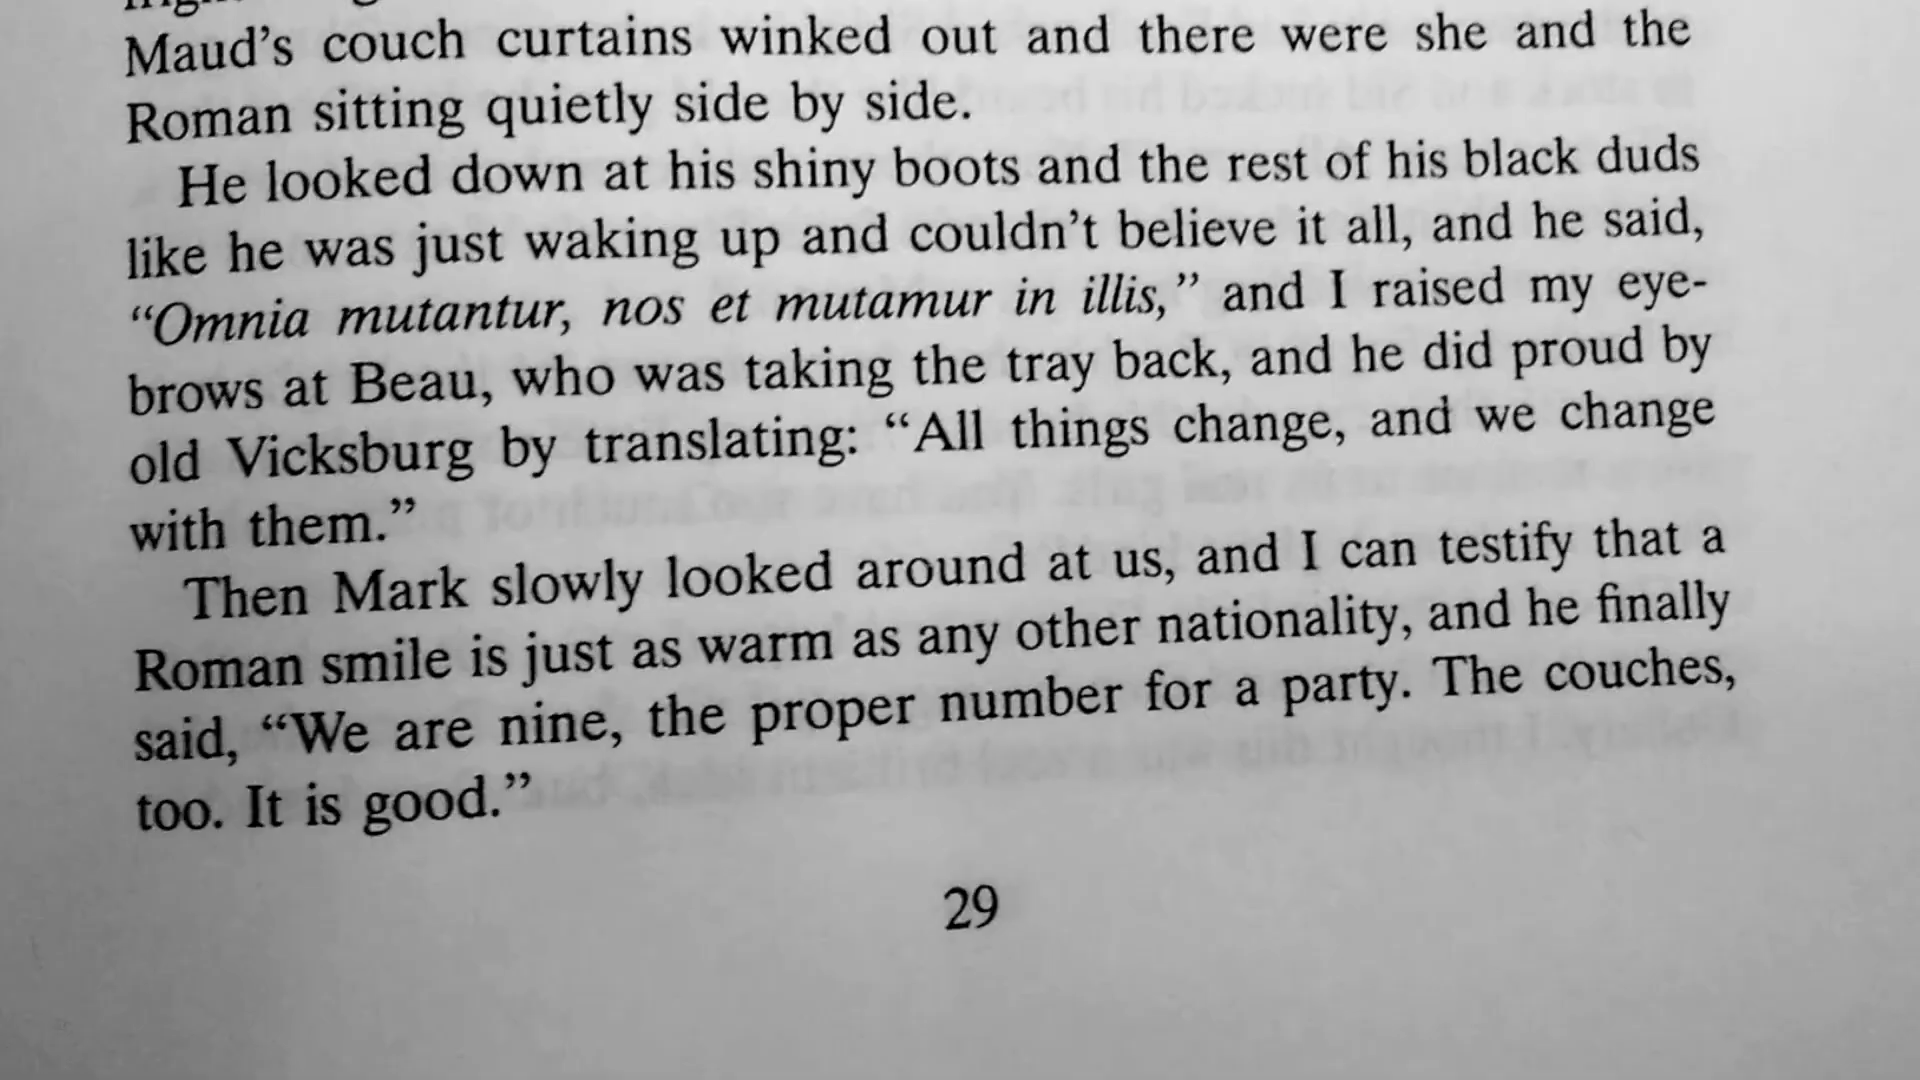 Maud's couch curtains winked out and there were she and the
Roman sitting quietly side by side.
He looked down at his shiny boots and the rest of his black duds
like he was just waking up and couldn't believe it all, and he said,
“Omnia mutantur, nos et mutamur in illis,” and I raised my eye-
brows at Beau, who was taking the tray back, and he did proud by
old Vicksburg by translating: “All things change, and we change
with them.”
Then Mark slowly looked around at us, and I can testify that a
Roman smile is just as warm as any other nationality, and he finally
said, “We are nine, the proper number for a party. The couches,
too. It is good.”
29